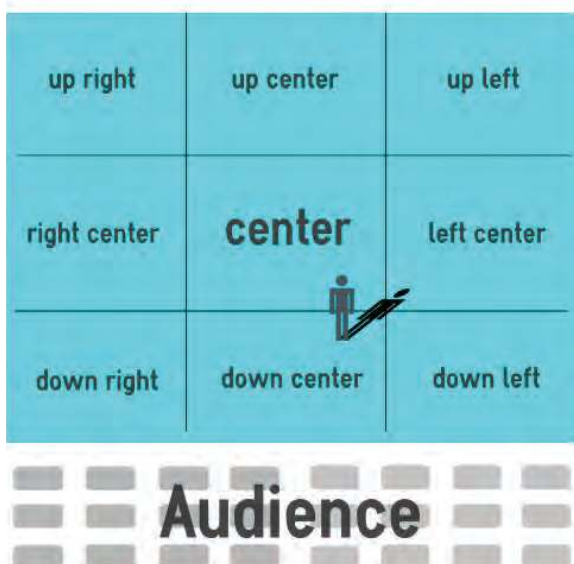 up right
up center
up left
right center
center
left center
down right
down center
down left
Audience